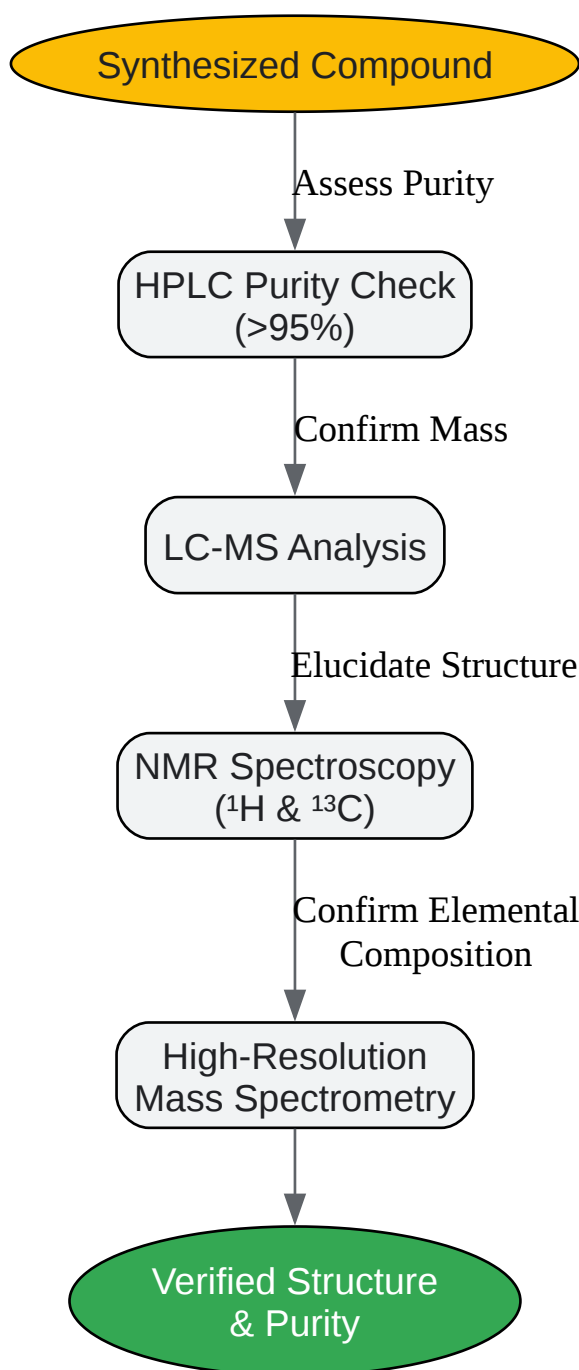 Synthesized Compound
Assess Purity
HPLC Purity Check
(>95%)
Confirm Mass
LC-MS Analysis
Elucidate Structure
NMR Spectroscopy
(¹H & ¹³C)
Confirm Elemental
Composition
High-Resolution
Mass Spectrometry
Verified Structure
& Purity